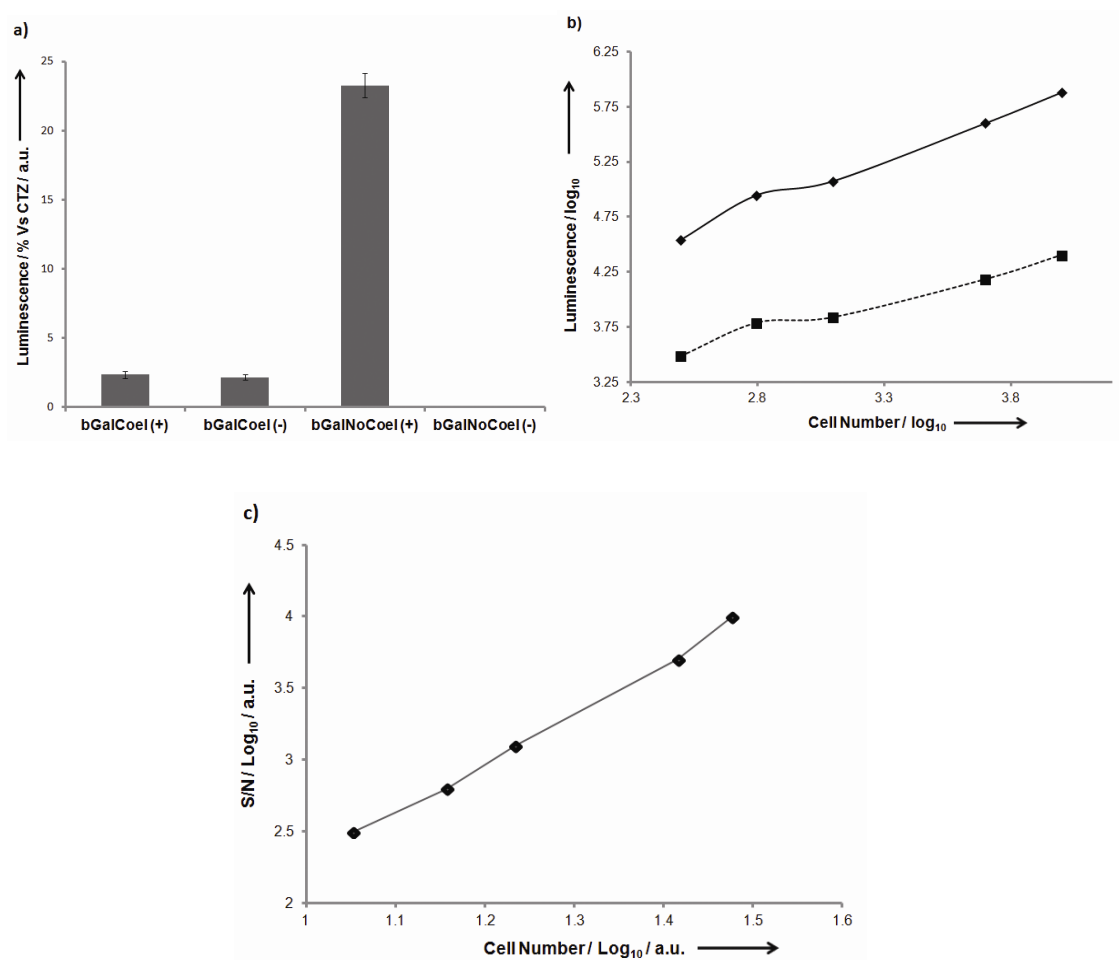 a)
Luminescence / % Vs CTZ / a.u.
25
20
15
10
5
0
bGalCoel (+) bGalCoel (-) bGalNoCoel (+) bGalNoCoel (-)
b)
Luminescence / log10
6.25
5.75
5.25
4.75
4.25
3.75
3.25
2.3 2.8 3.3 3.8
Cell Number / log10
c)
S/N / Log10 / a.u.
4.5
4
3.5
3
2.5
2
1 1.1 1.2 1.3 1.4 1.5 1.6
Cell Number / Log10 / a.u.